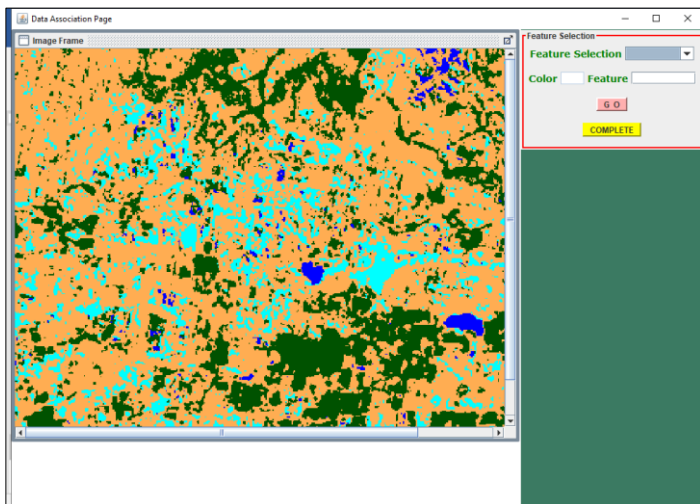 Data Association Page
Image Frame
Feature Selection
Feature Selection
Color Feature
G O
COMPLETE